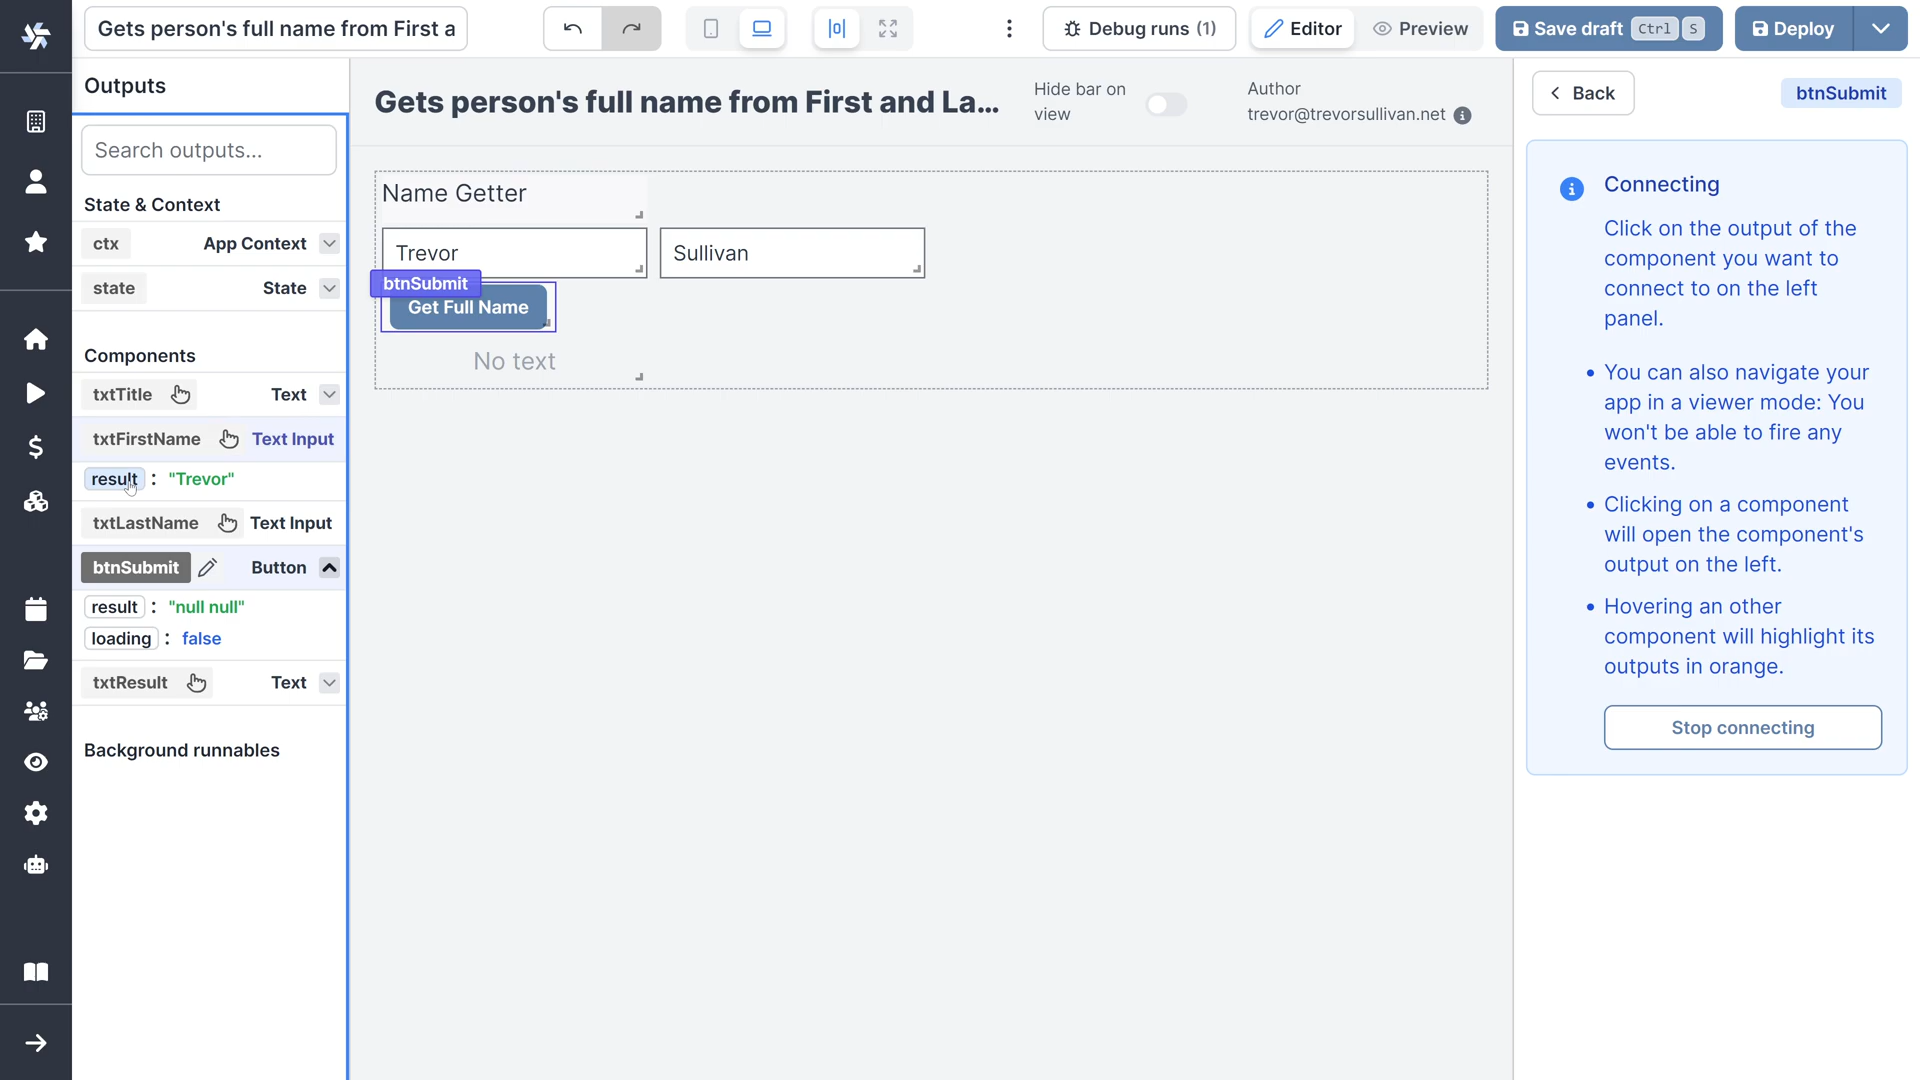 Gets person's full name from First a
Debug runs (1)
Editor
Preview
Save draft Ctrl S
Deploy
Outputs
Search outputs...
State & Context
ctx App Context
state State
Components
txtTitle Text
txtFirstName Text Input
result : "Trevor"
txtLastName Text Input
btnSubmit Button
result : "null null"
loading : false
txtResult Text
Background runnables
Gets person's full name from First and La...
Hide bar on
view
Author
trevor@trevorsullivan.net
Name Getter
Trevor
Sullivan
btnSubmit
Get Full Name
No text
Back
btnSubmit
Connecting
Click on the output of the
component you want to
connect to on the left
panel.
• You can also navigate your
app in a viewer mode: You
won't be able to fire any
events.
• Clicking on a component
will open the component's
output on the left.
• Hovering an other
component will highlight its
outputs in orange.
Stop connecting